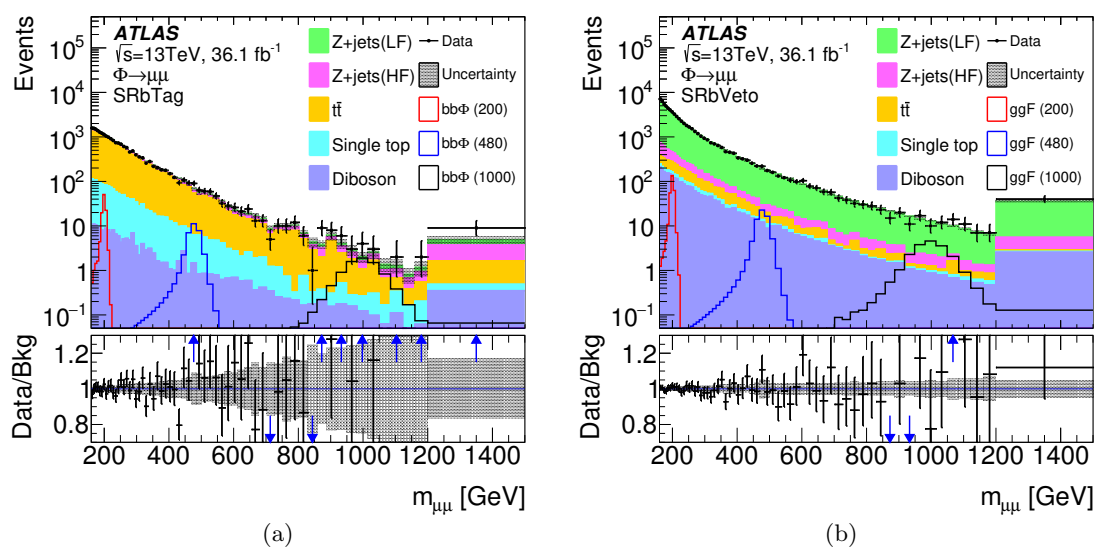 ATLAS
√s=13TeV, 36.1 fb⁻¹
Φ→μμ
SRbTag
Z+jets(LF)
Z+jets(HF)
tt̄
Single top
Diboson
Data
Uncertainty
bbΦ (200)
bbΦ (480)
bbΦ (1000)
Events
10⁵
10⁴
10³
10²
10
1
10⁻¹
Data/Bkg
1.2
1
0.8
200 400 600 800 1000 1200 1400
mμμ [GeV]
(a)
ATLAS
√s=13TeV, 36.1 fb⁻¹
Φ→μμ
SRbVeto
Z+jets(LF)
Z+jets(HF)
tt̄
Single top
Diboson
Data
Uncertainty
ggF (200)
ggF (480)
ggF (1000)
Events
10⁵
10⁴
10³
10²
10
1
10⁻¹
Data/Bkg
1.2
1
0.8
200 400 600 800 1000 1200 1400
mμμ [GeV]
(b)